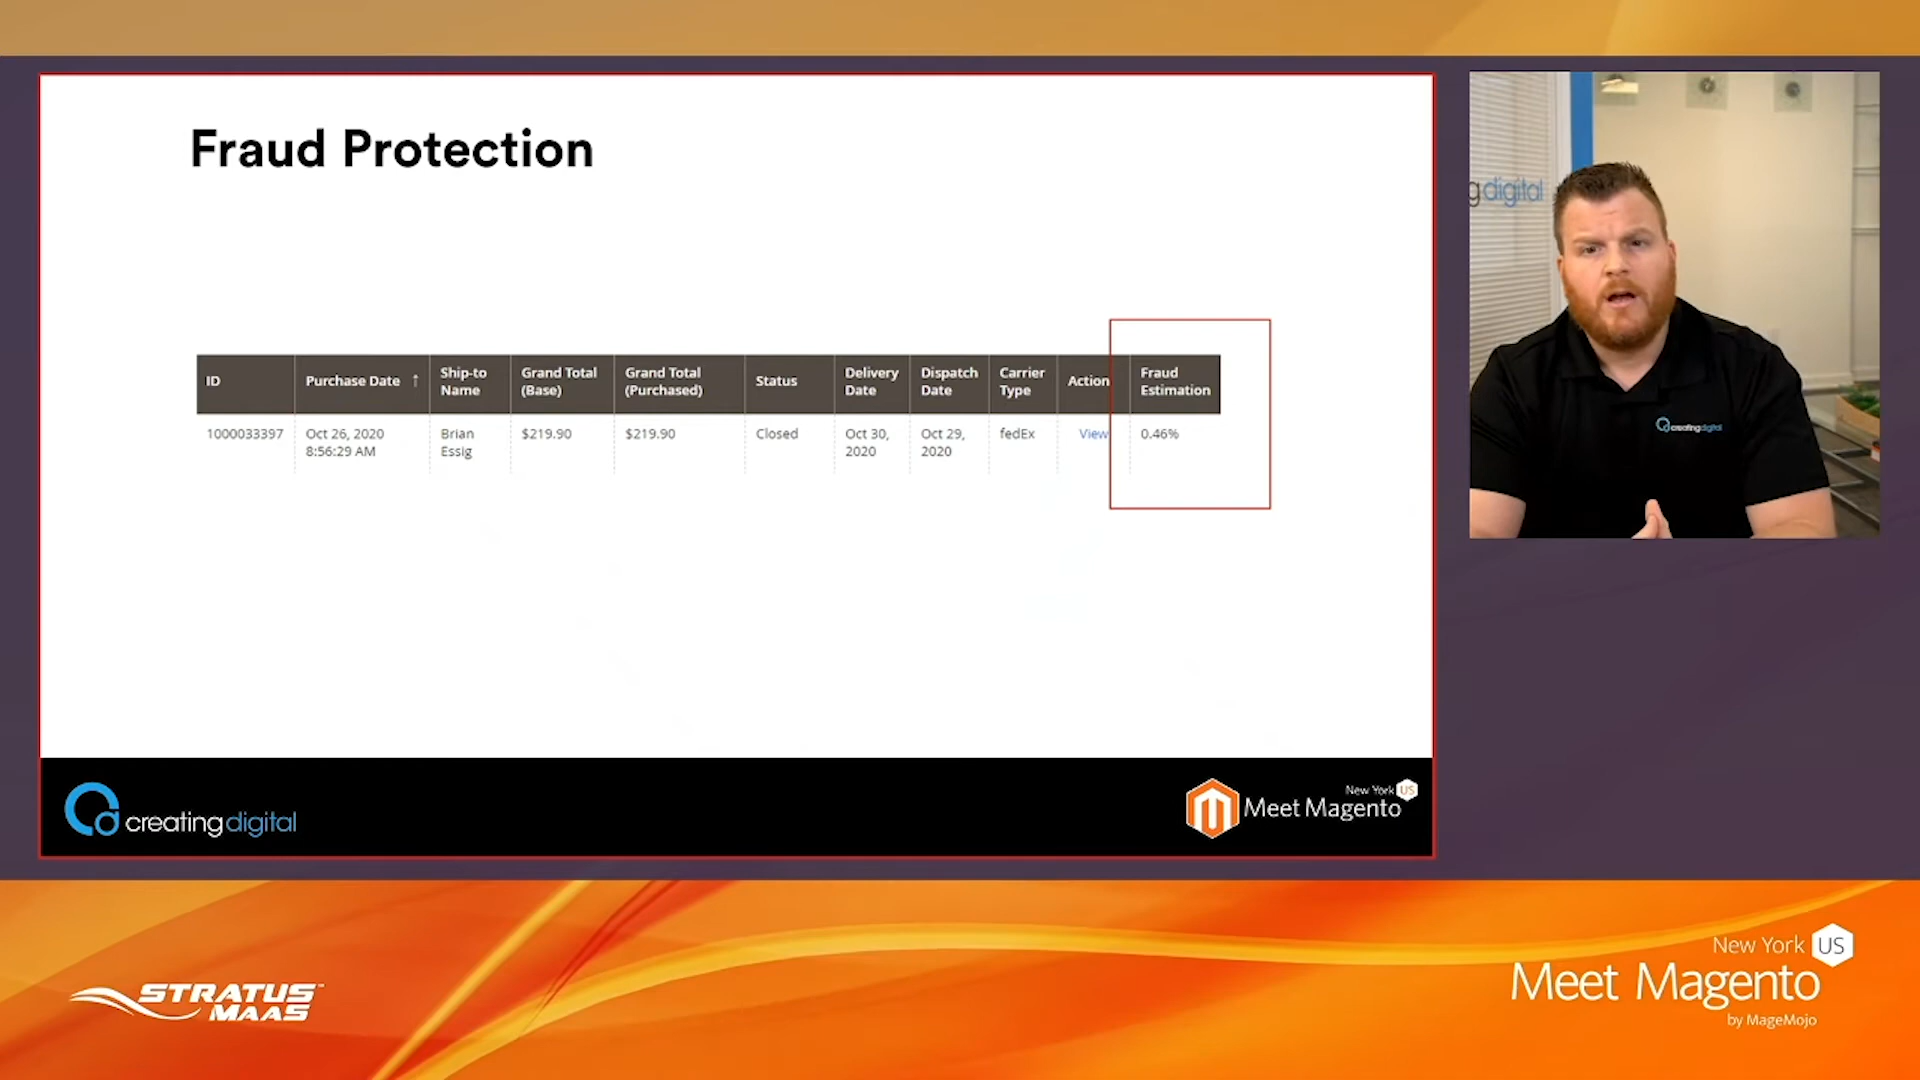 Fraud Protection
ID
Purchase Date ↑
Ship-to
Name
Grand Total
(Base)
Grand Total
(Purchased)
Status
Delivery
Date
Dispatch
Date
Carrier
Type
Action
Fraud
Estimation
1000033397
Oct 26, 2020
8:56:29 AM
Brian
Essig
$219.90
$219.90
Closed
Oct 30,
2020
Oct 29,
2020
fedEx
View
0.46%
creatingdigital
New York US
Meet Magento
g digital
creatingdigital
STRATUS™
MAAS
New York US
Meet Magento
by MageMojo